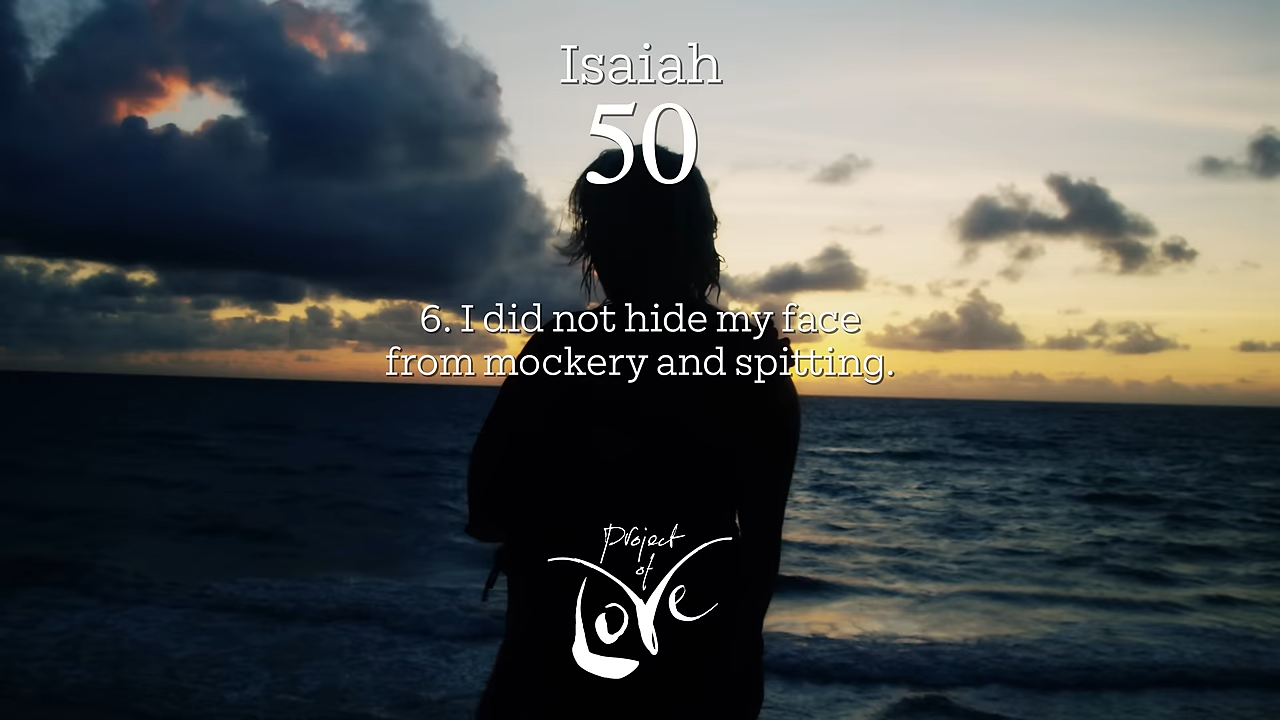 Isaiah
50
6. I did not hide my face
from mockery and spitting.
project
of
Love